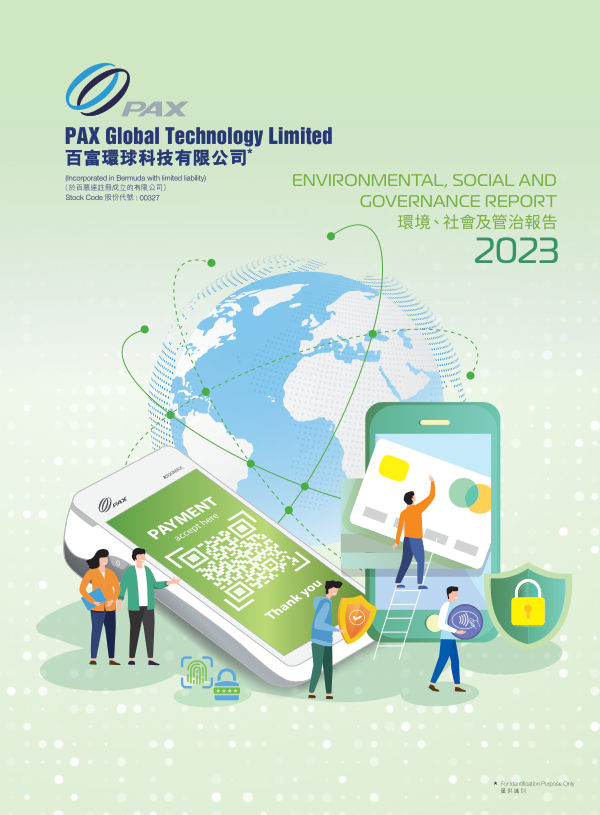 PAX
PAX Global Technology Limited
百富環球科技有限公司*
(Incorporated in Bermuda with limited liability)
(於百慕達註冊成立的有限公司)
Stock Code 股份代號 : 00327
ENVIRONMENTAL, SOCIAL AND
GOVERNANCE REPORT
環境、社會及管治報告
2023
PAX
PAYMENT
accept here
Thank you
* For Identification Purpose Only
僅供識別